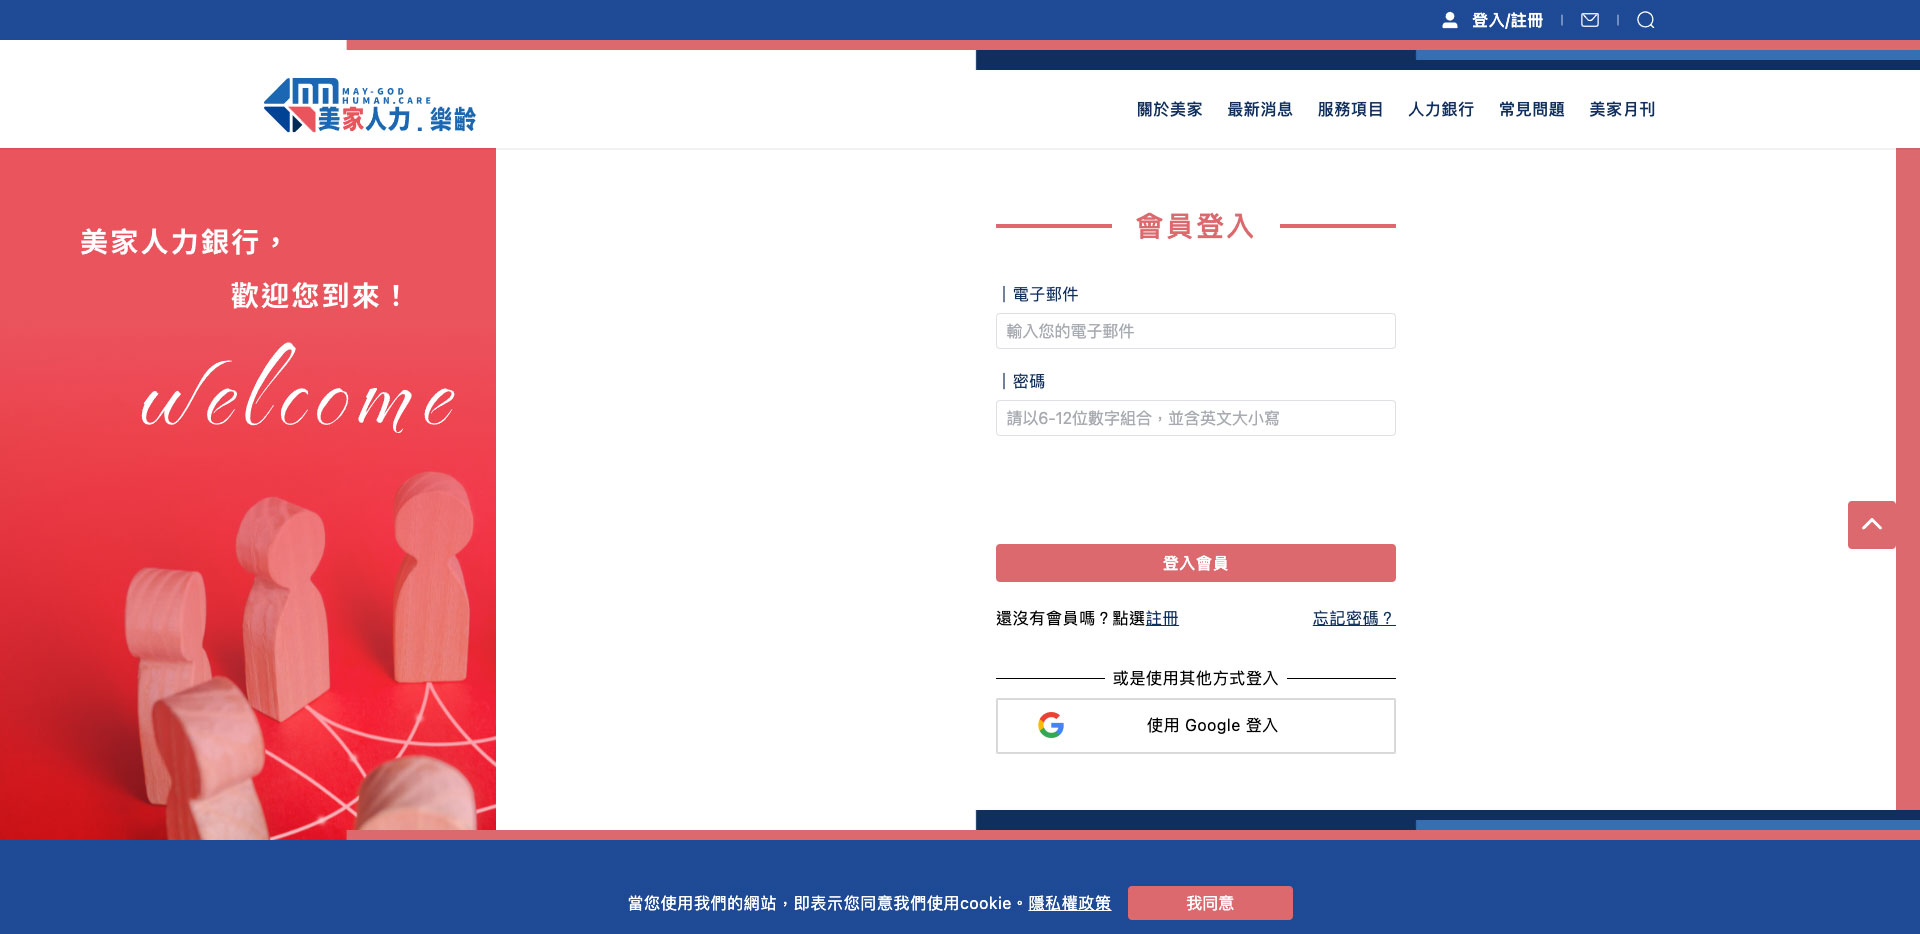 登入/註冊
MAY-GOD
HUMAN.CARE
美家人力.樂齡
關於美家 最新消息 服務項目 人力銀行 常見問題 美家月刊
美家人力銀行，
歡迎您到來！
welcome
會員登入
｜電子郵件
輸入您的電子郵件
｜密碼
請以6-12位數字組合，並含英文大小寫
登入會員
還沒有會員嗎？點選註冊 忘記密碼？
或是使用其他方式登入
使用 Google 登入
當您使用我們的網站，即表示您同意我們使用cookie。隱私權政策 我同意